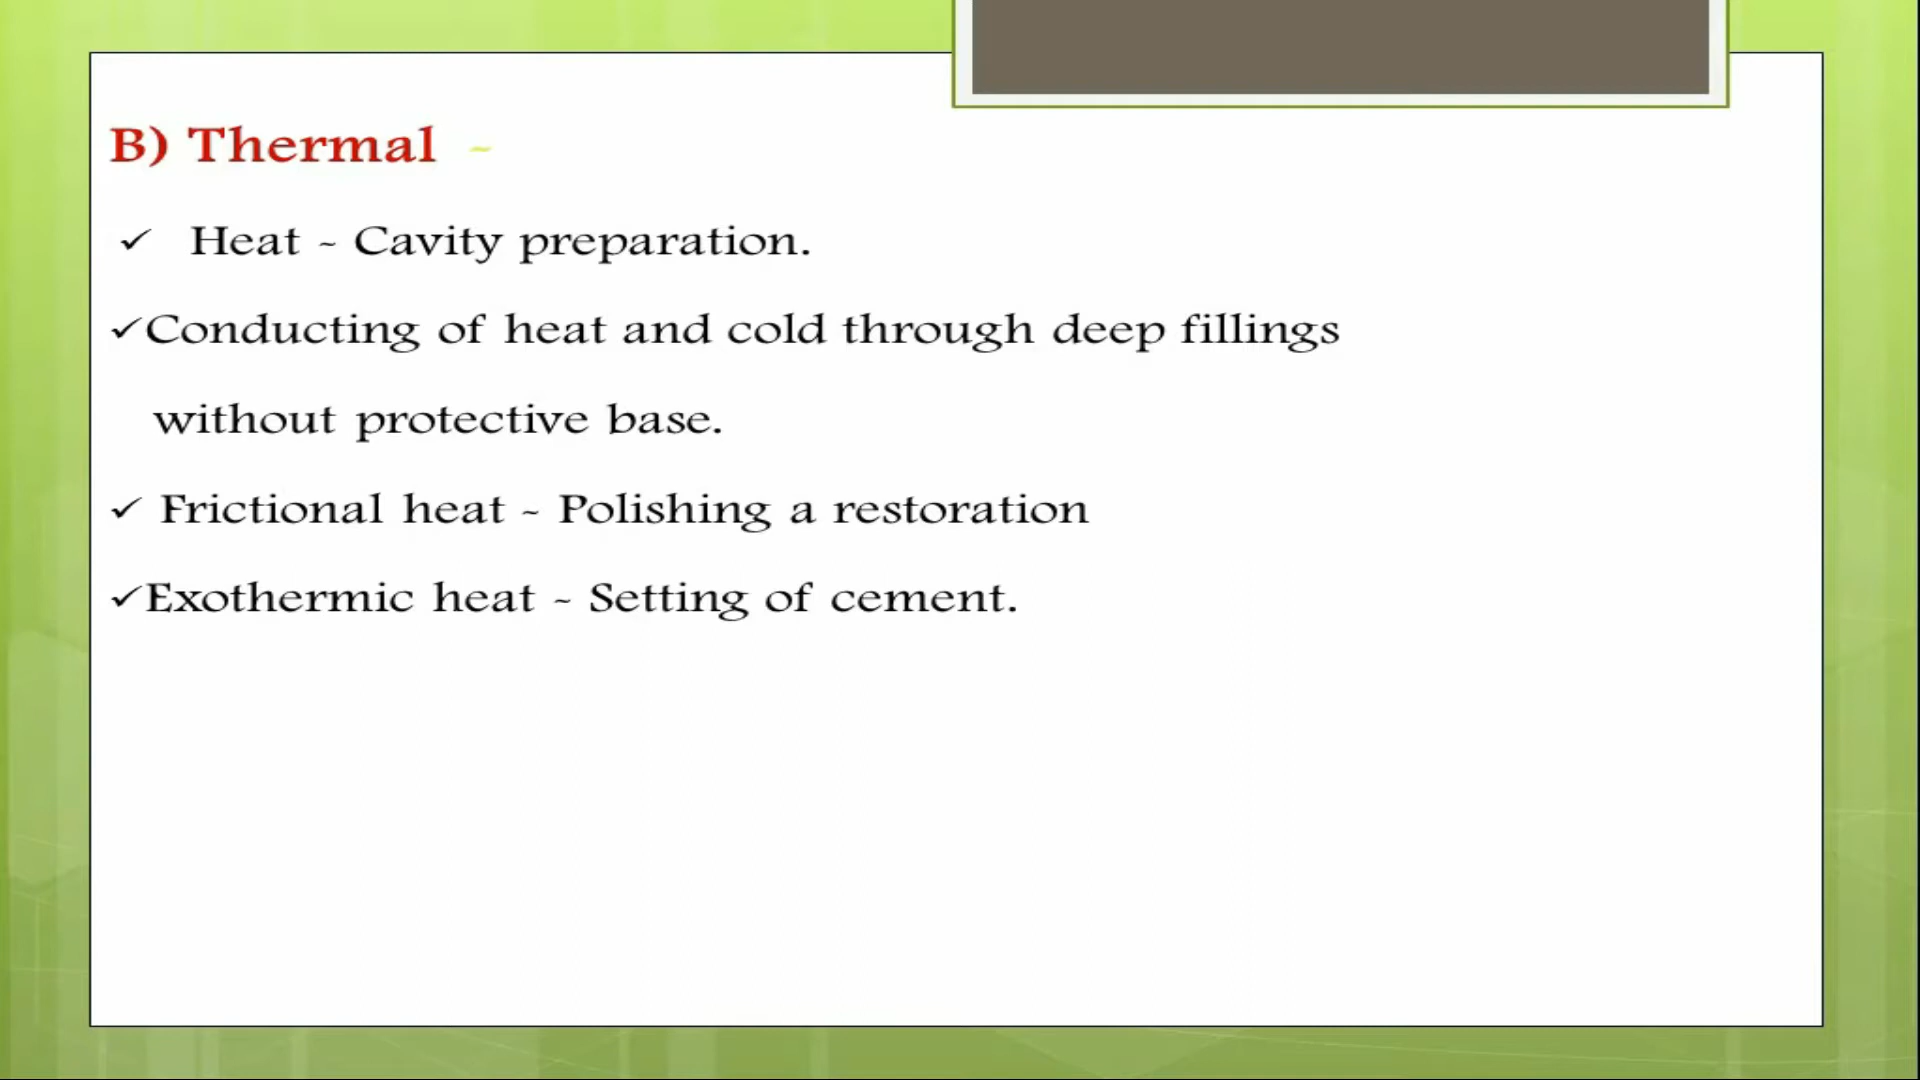 B) Thermal -
✓ Heat - Cavity preparation.
✓Conducting of heat and cold through deep fillings
without protective base.
✓ Frictional heat - Polishing a restoration
✓Exothermic heat - Setting of cement.